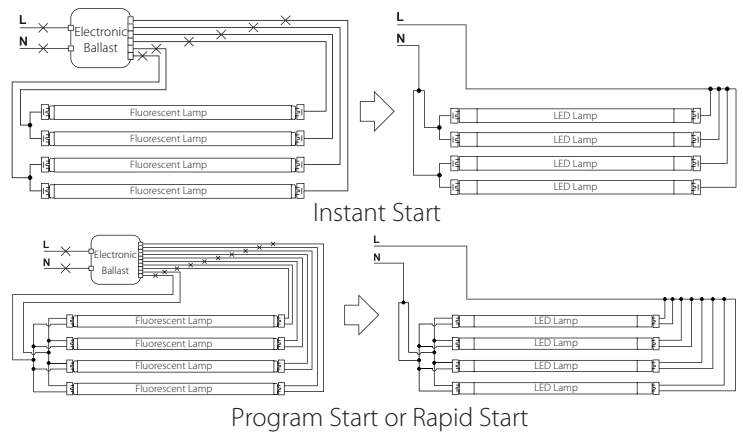 L
N
Electronic
Ballast
Fluorescent Lamp
Fluorescent Lamp
Fluorescent Lamp
Fluorescent Lamp
L
N
LED Lamp
LED Lamp
LED Lamp
LED Lamp
Instant Start
L
N
Electronic
Ballast
Fluorescent Lamp
Fluorescent Lamp
Fluorescent Lamp
Fluorescent Lamp
L
N
LED Lamp
LED Lamp
LED Lamp
LED Lamp
Program Start or Rapid Start